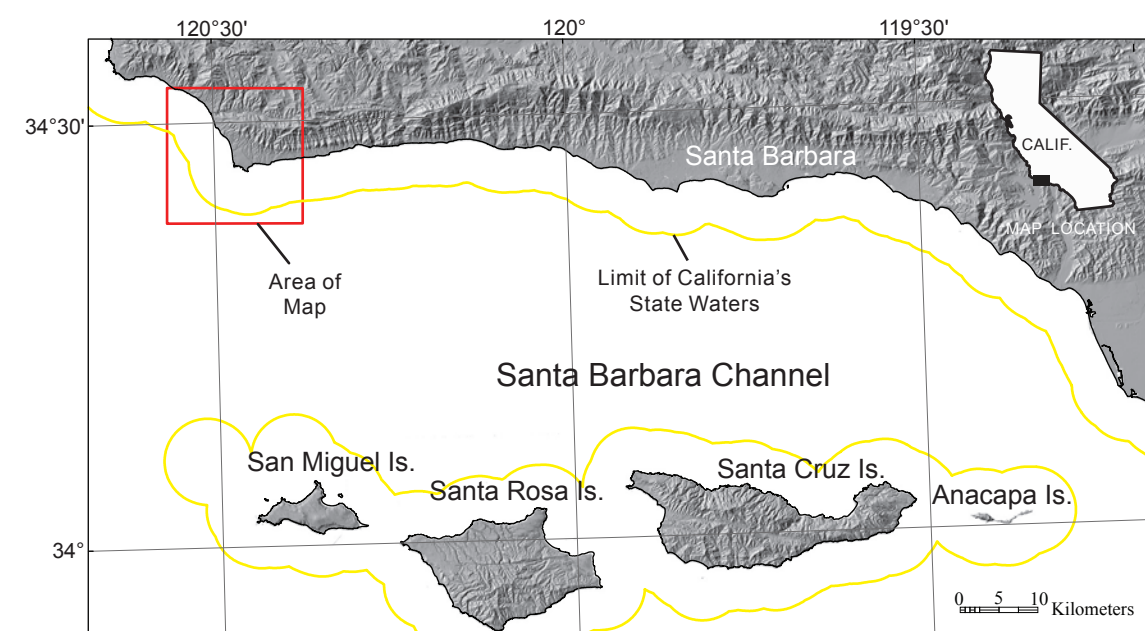 120°30' 120° 119°30'
34°30'
CALIF.
Santa Barbara
MAP LOCATION
Area of
Map
Limit of California's
State Waters
Santa Barbara Channel
San Miguel Is.
Santa Rosa Is.
Santa Cruz Is.
Anacapa Is.
34°
0 5 10
Kilometers